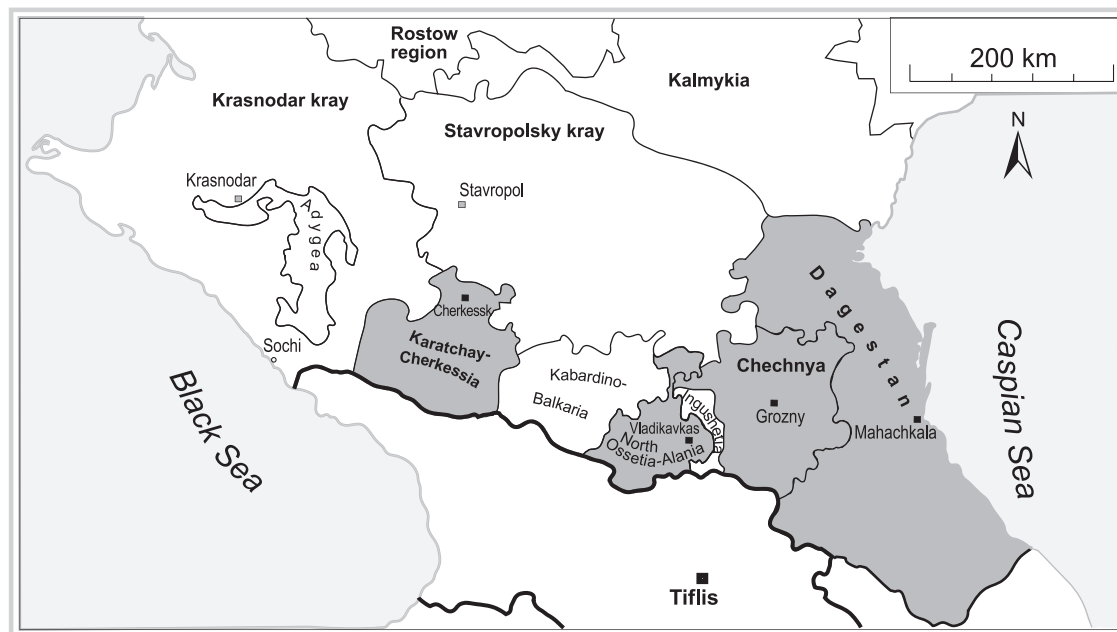 Rostow
region
200 km
Kalmykia
Krasnodar kray
N
Stavropolsky kray
Krasnodar
Stavropol
Adygea
Dagestan
Cherkessk
Karatchay-
Cherkessia
Sochi
Caspian Sea
Black Sea
Kabardino-
Balkaria
Chechnya
Ingushetia
Grozny
Mahachkala
Vladikavkas
North
Ossetia-Alania
Tiflis